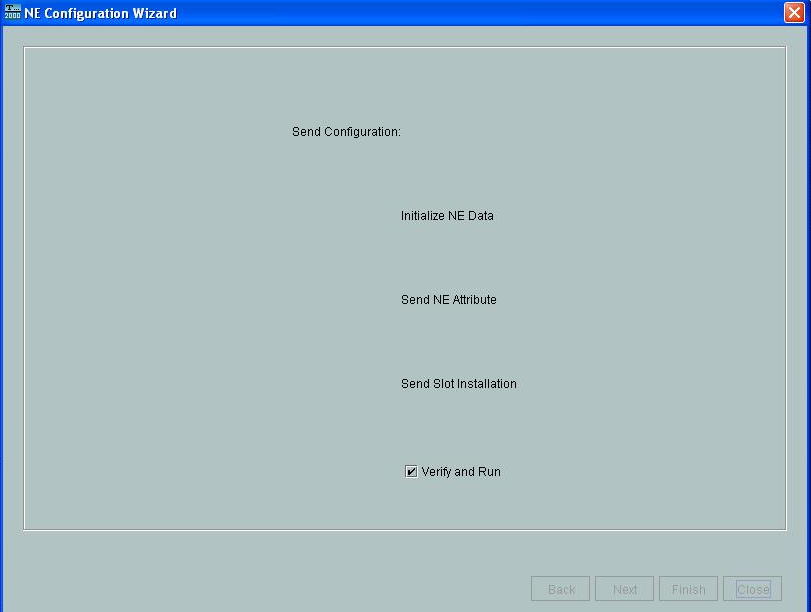 NE Configuration Wizard
Send Configuration:
Initialize NE Data
Send NE Attribute
Send Slot Installation
Verify and Run
Back Next Finish Close